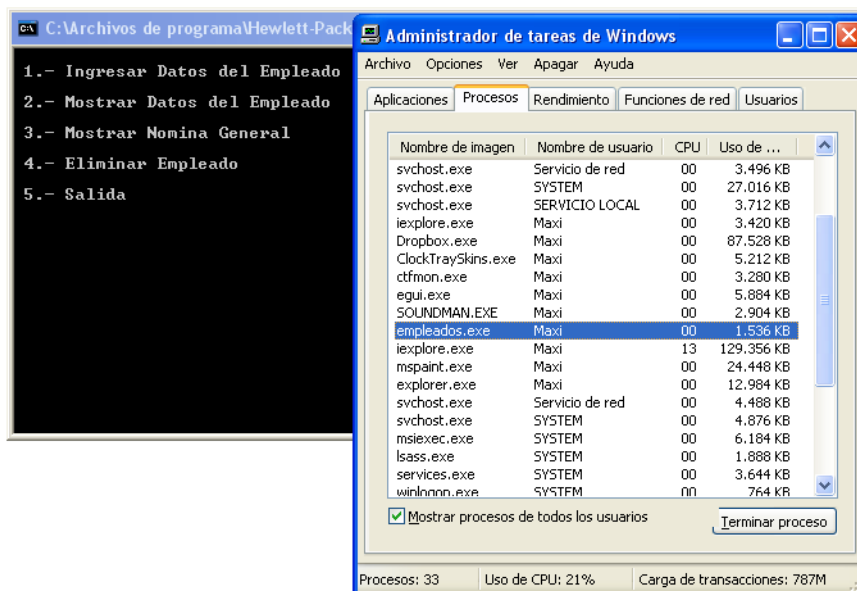 C:\Archivos de programa\Hewlett-Pack
1.- Ingresar Datos del Empleado
2.- Mostrar Datos del Empleado
3.- Mostrar Nomina General
4.- Eliminar Empleado
5.- Salida
Administrador de tareas de Windows
Archivo Opciones Ver Apagar Ayuda
Aplicaciones Procesos Rendimiento Funciones de red Usuarios
Nombre de imagen Nombre de usuario CPU Uso de ...
svchost.exe Servicio de red 00 3.496 KB
svchost.exe SYSTEM 00 27.016 KB
svchost.exe SERVICIO LOCAL 00 3.712 KB
iexplore.exe Maxi 00 3.420 KB
Dropbox.exe Maxi 00 87.528 KB
ClockTraySkins.exe Maxi 00 5.212 KB
ctfmon.exe Maxi 00 3.280 KB
egui.exe Maxi 00 5.884 KB
SOUNDMAN.EXE Maxi 00 2.904 KB
empleados.exe Maxi 00 1.536 KB
iexplore.exe Maxi 13 129.356 KB
mspaint.exe Maxi 00 24.448 KB
explorer.exe Maxi 00 12.984 KB
svchost.exe Servicio de red 00 4.488 KB
svchost.exe SYSTEM 00 4.876 KB
msiexec.exe SYSTEM 00 6.184 KB
lsass.exe SYSTEM 00 1.888 KB
services.exe SYSTEM 00 3.644 KB
winlogon.exe SYSTEM 00 764 KB
Mostrar procesos de todos los usuarios
Terminar proceso
Procesos: 33 Uso de CPU: 21% Carga de transacciones: 787M